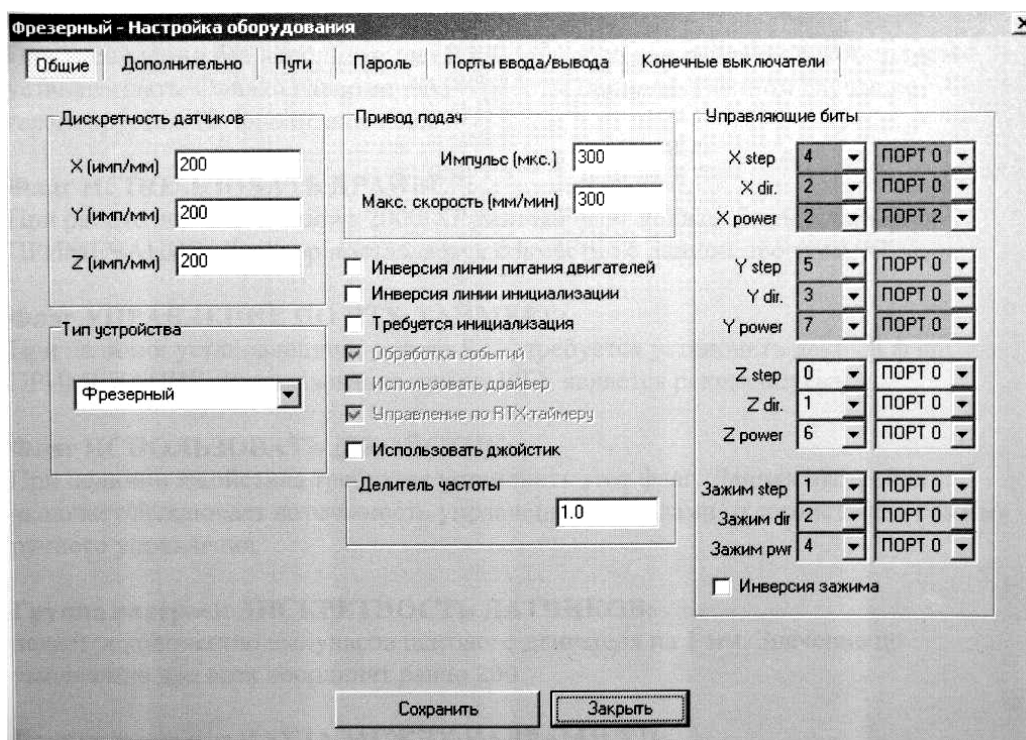 Фрезерный - Настройка оборудования
Общие Дополнительно Пути Пароль Порты ввода/вывода Конечные выключатели
Дискретность датчиков
X (имп/мм) 200
Y (имп/мм) 200
Z (имп/мм) 200
Тип устройства
Фрезерный
Привод подач
Импульс (мкс.) 300
Макс. скорость (мм/мин) 300
Инверсия линии питания двигателей
Инверсия линии инициализации
Требуется инициализация
Обработка событий
Использовать драйвер
Управление по RTX-таймеру
Использовать джойстик
Делитель частоты
1.0
Управляющие биты
X step 4 ПОРТ 0
X dir. 2 ПОРТ 0
X power 2 ПОРТ 2
Y step 5 ПОРТ 0
Y dir. 3 ПОРТ 0
Y power 7 ПОРТ 0
Z step 0 ПОРТ 0
Z dir. 1 ПОРТ 0
Z power 6 ПОРТ 0
Зажим step 1 ПОРТ 0
Зажим dir 2 ПОРТ 0
Зажим pwr 4 ПОРТ 0
Инверсия зажима
Сохранить Закрыть